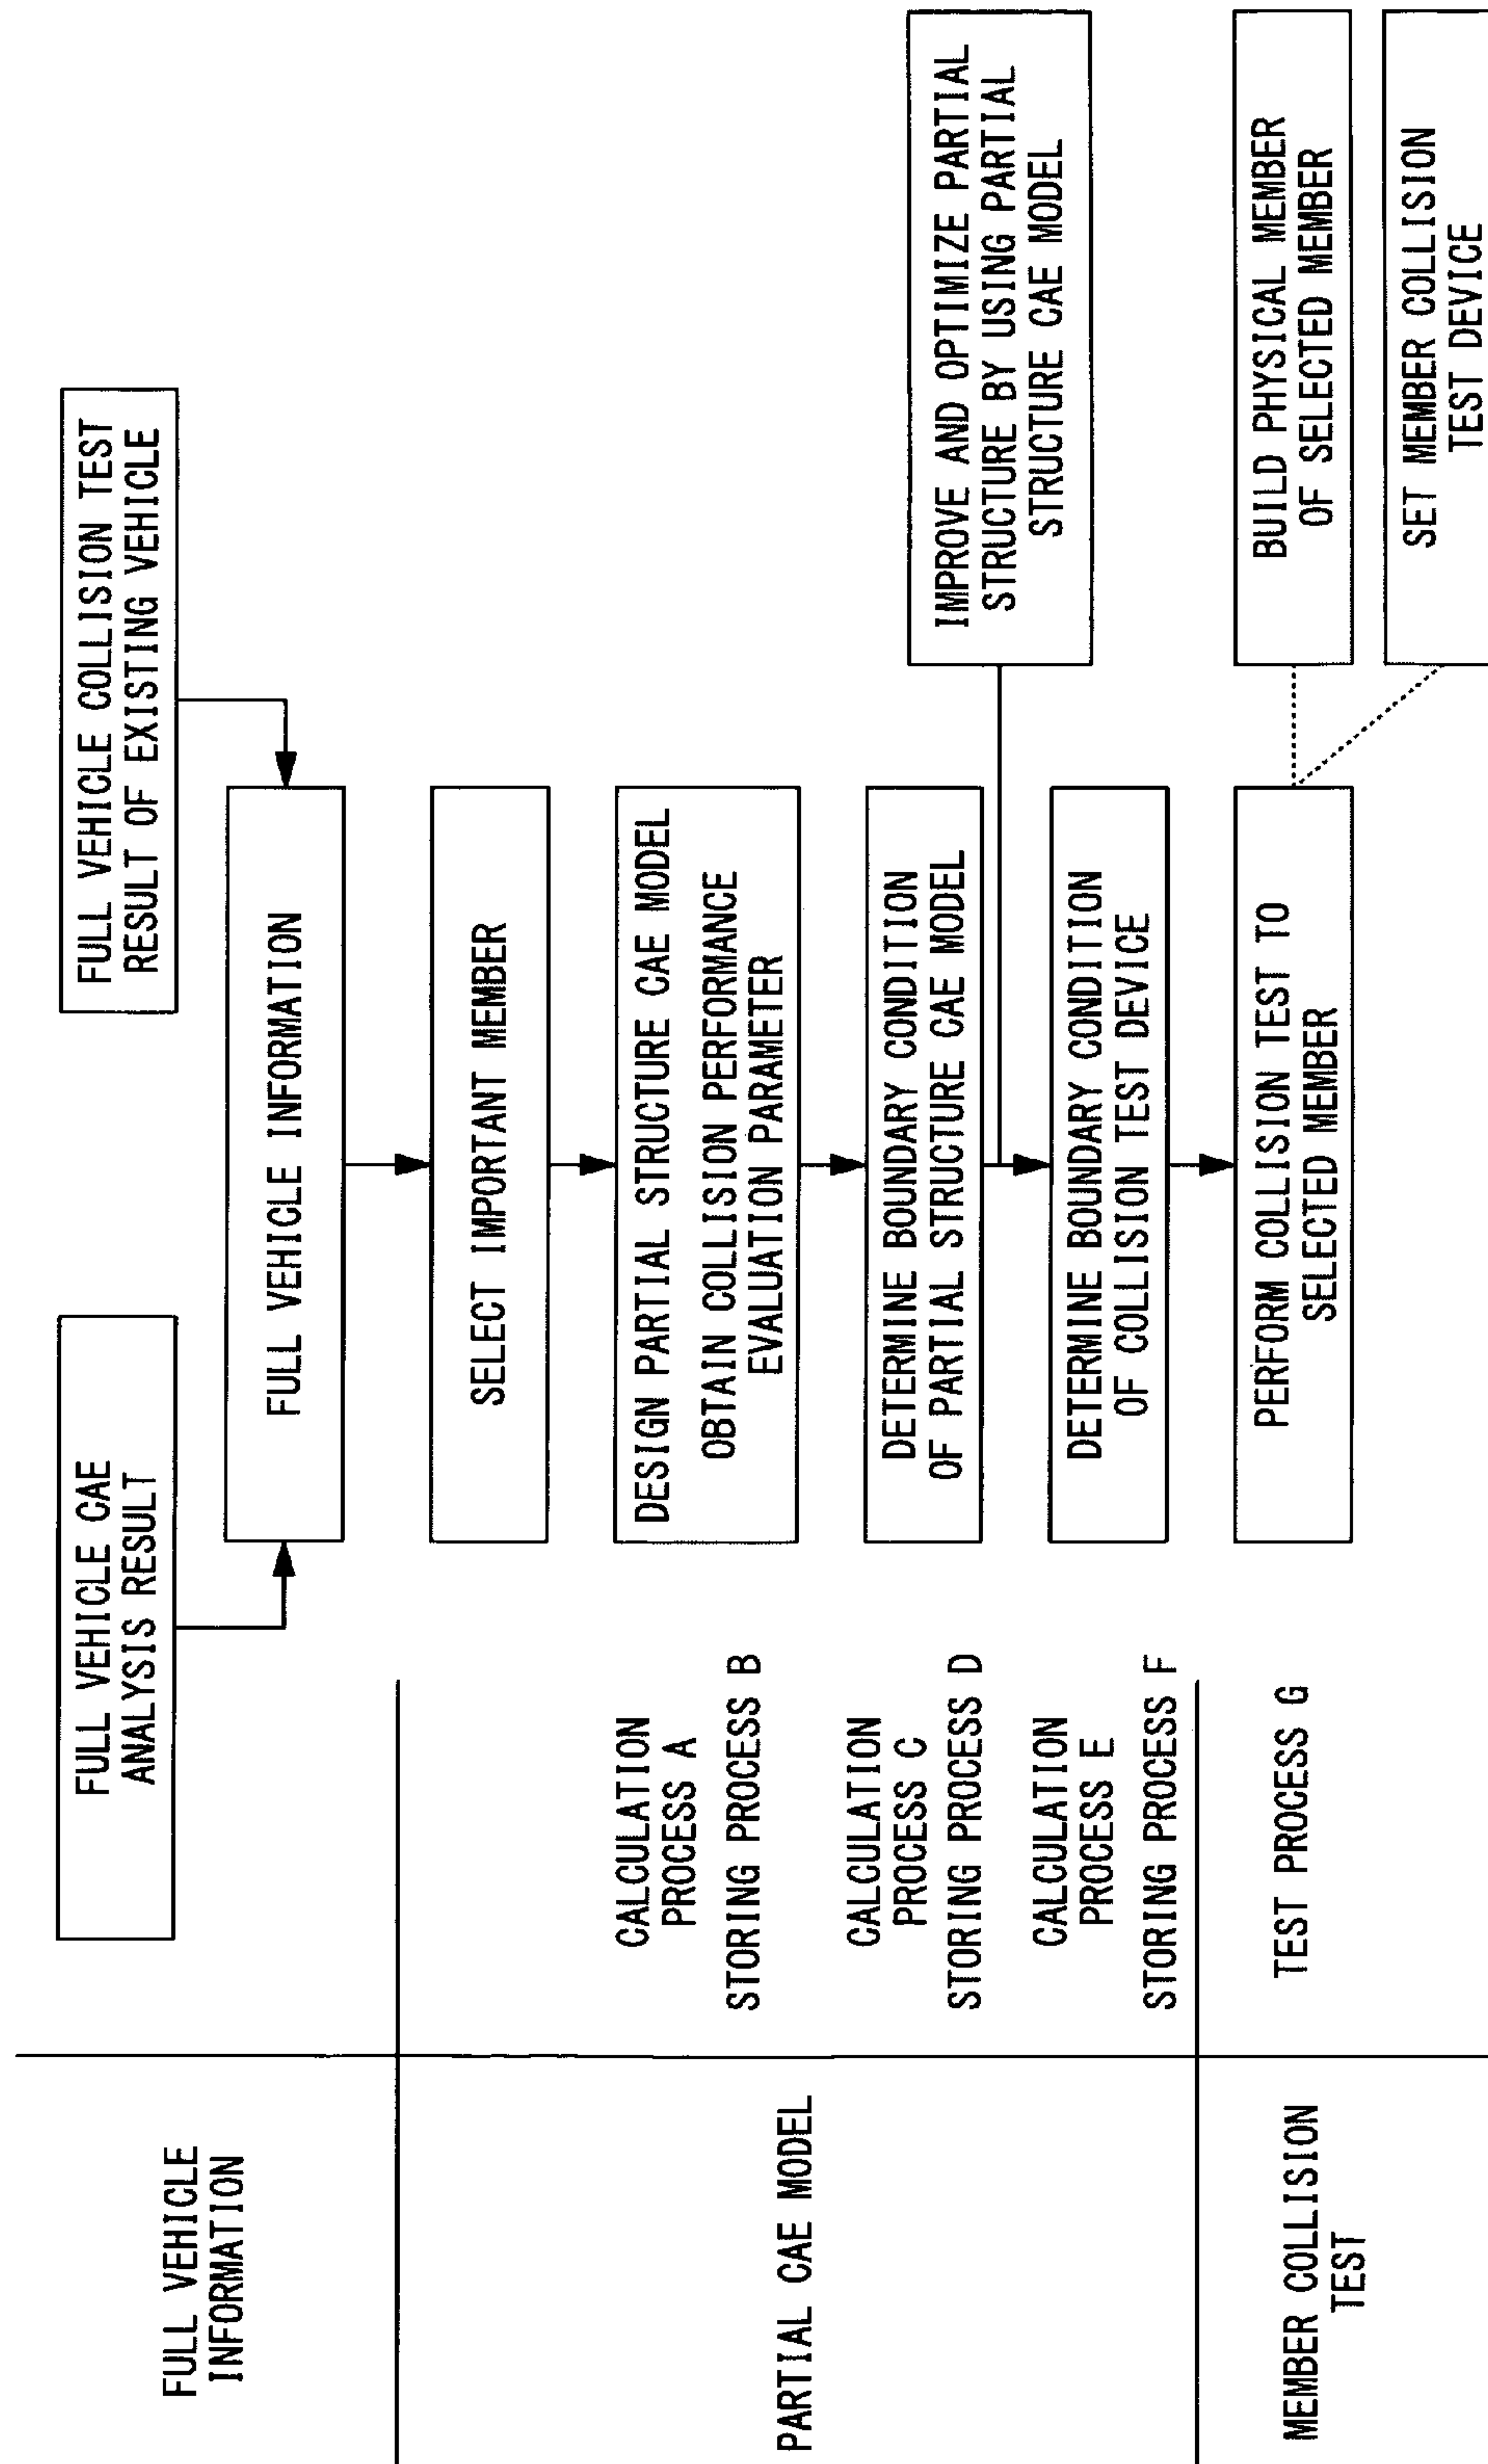 FULL VEHICLE
INFORMATION
FULL VEHICLE CAE
ANALYSIS RESULT
FULL VEHICLE COLLISION TEST
RESULT OF EXISTING VEHICLE
FULL VEHICLE INFORMATION
PARTIAL CAE MODEL
SELECT IMPORTANT MEMBER
CALCULATION
PROCESS A
STORING PROCESS B
DESIGN PARTIAL STRUCTURE CAE MODEL
OBTAIN COLLISION PERFORMANCE
EVALUATION PARAMETER
CALCULATION
PROCESS C
STORING PROCESS D
DETERMINE BOUNDARY CONDITION
OF PARTIAL STRUCTURE CAE MODEL
IMPROVE AND OPTIMIZE PARTIAL
STRUCTURE BY USING PARTIAL
STRUCTURE CAE MODEL
CALCULATION
PROCESS E
STORING PROCESS F
DETERMINE BOUNDARY CONDITION
OF COLLISION TEST DEVICE
MEMBER COLLISION
TEST
TEST PROCESS G
PERFORM COLLISION TEST TO
SELECTED MEMBER
BUILD PHYSICAL MEMBER
OF SELECTED MEMBER
SET MEMBER COLLISION
TEST DEVICE